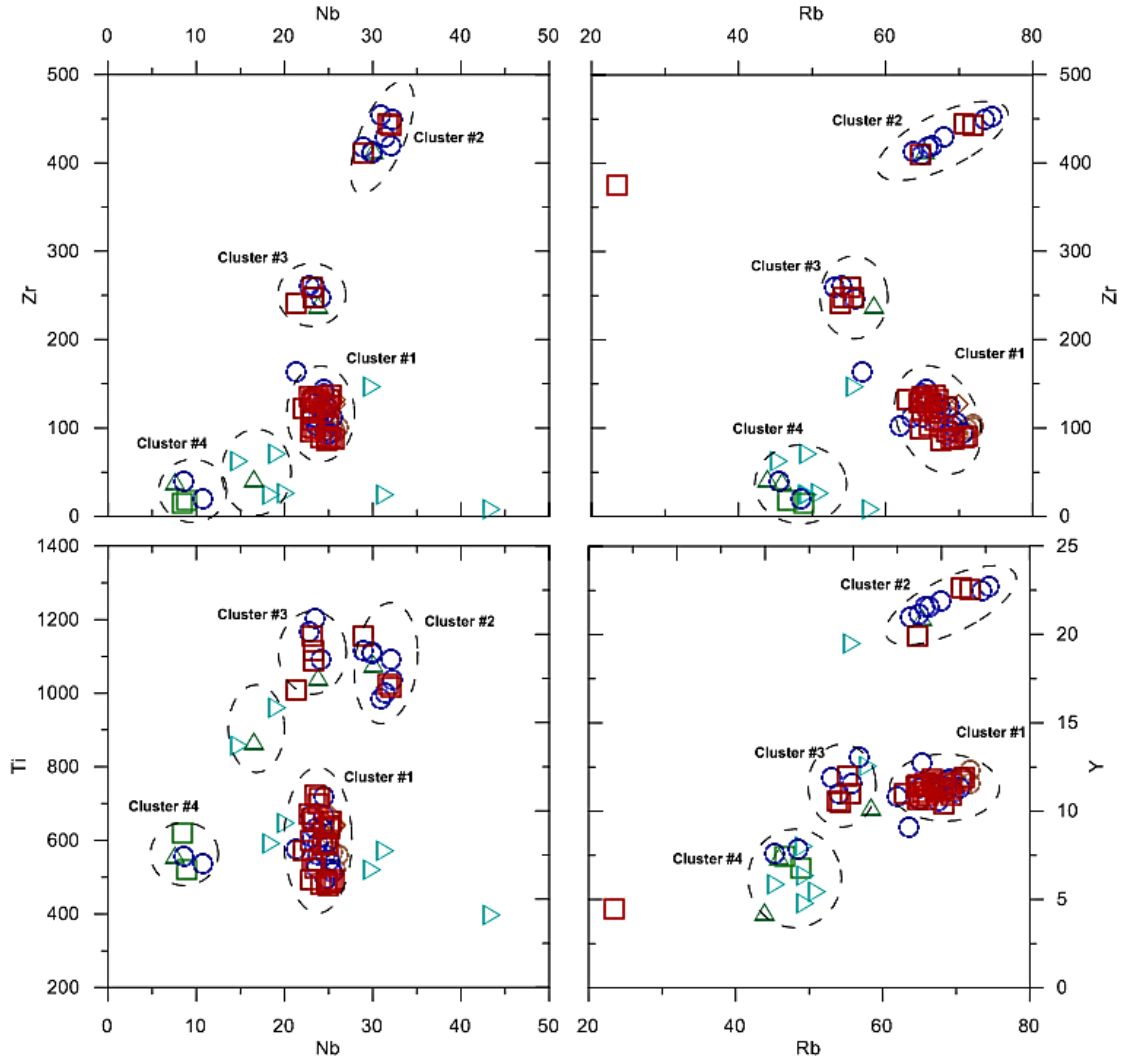 Nb
0 10 20 30 40 50
Rb
20 40 60 80
500
400
300
200
100
0
Zr
Cluster #2
Cluster #3
Cluster #1
Cluster #4
Cluster #2
Cluster #3
Cluster #1
Cluster #4
500
400
300
200
100
0
Zr
1400
1200
1000
800
600
400
200
Ti
Cluster #3
Cluster #2
Cluster #1
Cluster #4
Cluster #2
Cluster #1
Cluster #3
Cluster #4
25
20
15
10
5
0
Y
0 10 20 30 40 50
Nb
20 40 60 80
Rb